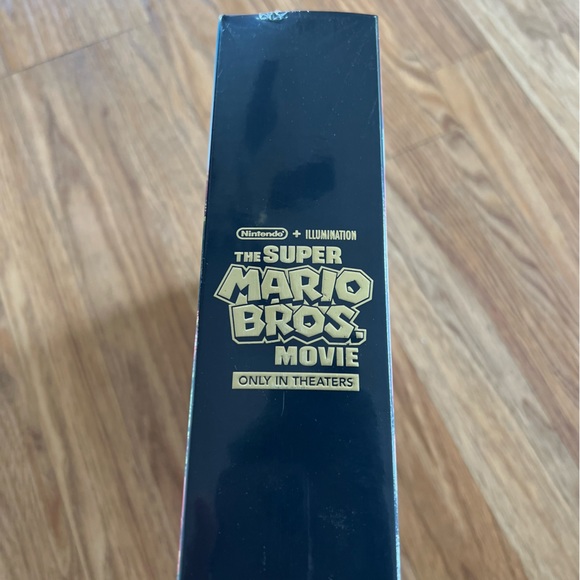 Nintendo + ILLUMINATION
THE SUPER
MARIO
BROS.
MOVIE
ONLY IN THEATERS